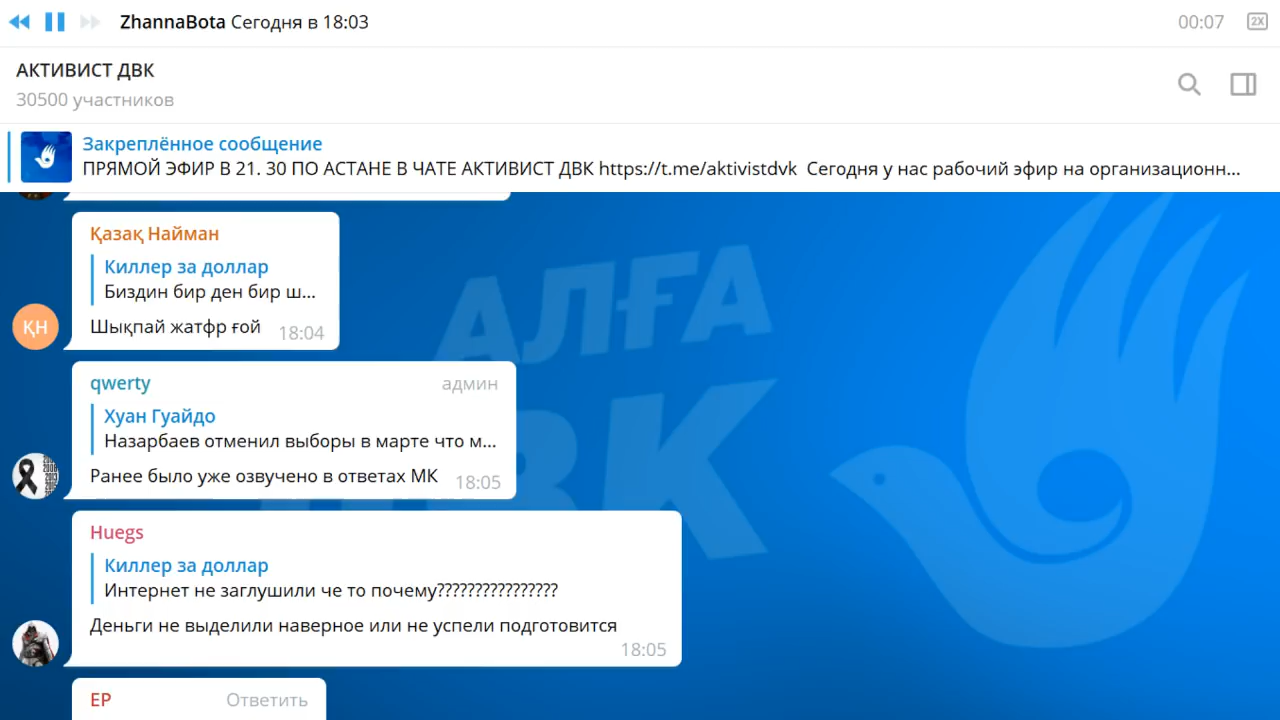 ZhannaBota Сегодня в 18:03
00:07
2X
АКТИВИСТ ДВК
30500 участников
Закреплённое сообщение
ПРЯМОЙ ЭФИР В 21. 30 ПО АСТАНЕ В ЧАТЕ АКТИВИСТ ДВК https://t.me/aktivistdvk Сегодня у нас рабочий эфир на организационн...
Қазақ Найман
Киллер за доллар
Биздин бир ден бир ш...
Шықпай жатфр ғой
18:04
ҚН
qwerty
админ
Хуан Гуайдо
Назарбаев отменил выборы в марте что м...
Ранее было уже озвучено в ответах МК
18:05
Huegs
Киллер за доллар
Интернет не заглушили че то почему????????????????
Деньги не выделили наверное или не успели подготовится
18:05
EP
Ответить
АЛҒА
ДВК